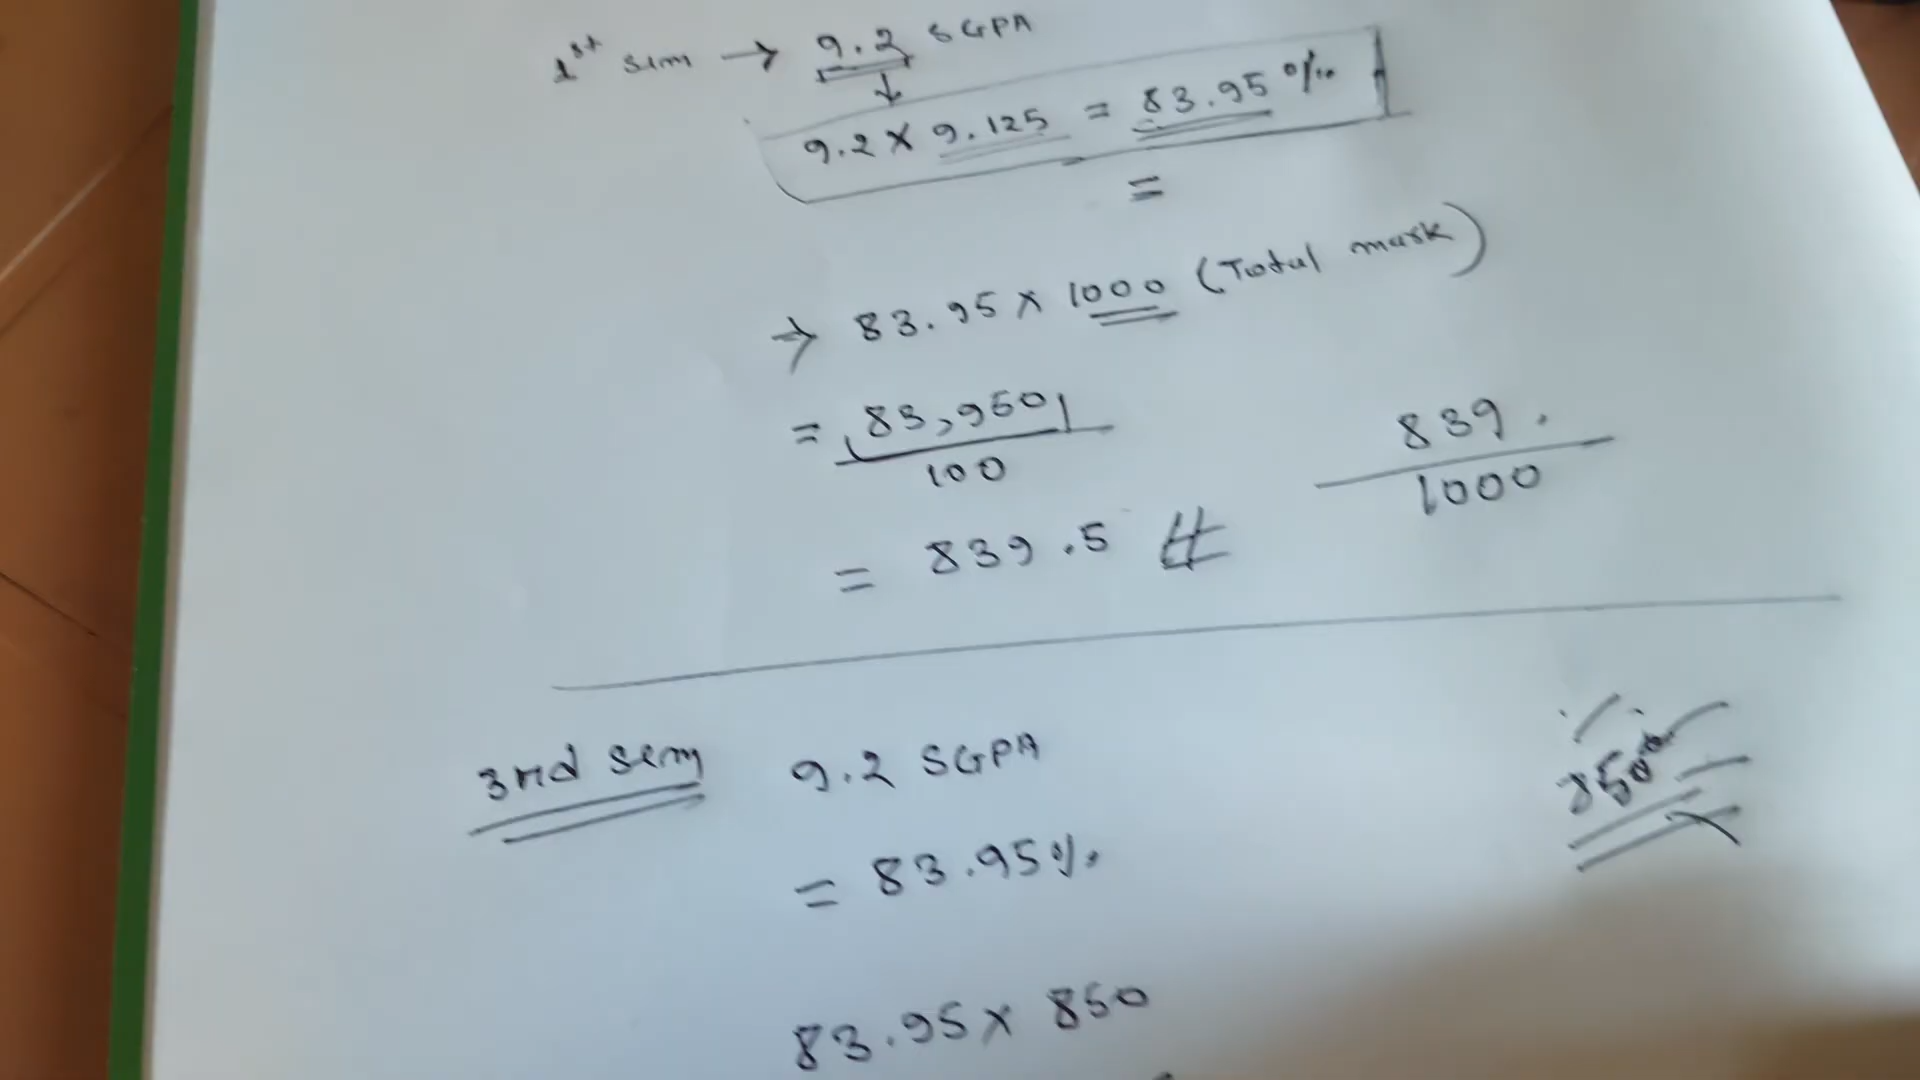 1st sem → 9.2 SGPA
↓
9.2 × 9.125 = 83.95 %
=
→ 83.95 × 1000 (Total mark)
= 83,950
100
839.
1000
= 839.5
3rd sem 9.2 SGPA
850
= 83.95%
83.95 × 850